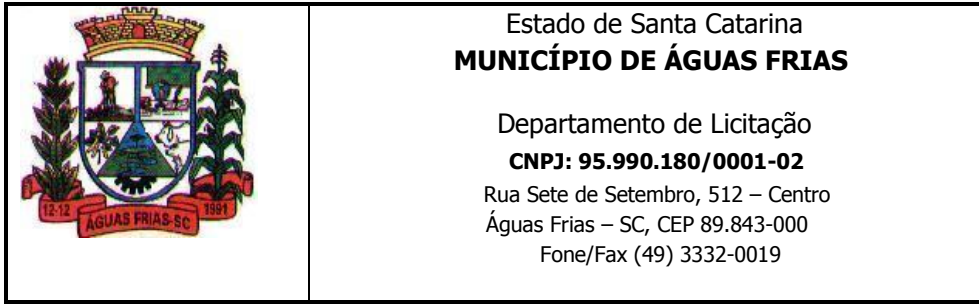 12-12
ÁGUAS FRIAS-SC
1991
Estado de Santa Catarina
MUNICÍPIO DE ÁGUAS FRIAS
Departamento de Licitação
CNPJ: 95.990.180/0001-02
Rua Sete de Setembro, 512 – Centro
Águas Frias – SC, CEP 89.843-000
Fone/Fax (49) 3332-0019